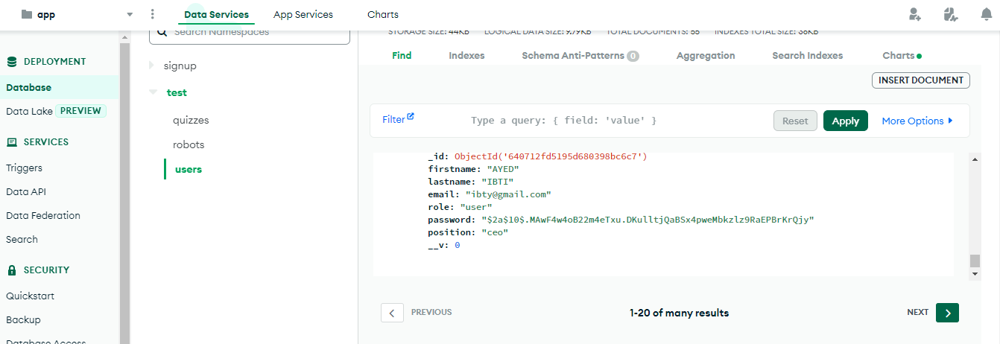 app Data Services App Services Charts
Search Namespaces
STORAGE SIZE: 44KB LOGICAL DATA SIZE: 9.79KB TOTAL DOCUMENTS: 55 INDEXES TOTAL SIZE: 36KB
Find Indexes Schema Anti-Patterns 0 Aggregation Search Indexes Charts
INSERT DOCUMENT
Filter Type a query: { field: 'value' } Reset Apply More Options
DEPLOYMENT
Database
Data Lake PREVIEW
SERVICES
Triggers
Data API
Data Federation
Search
SECURITY
Quickstart
Backup
Database Access
signup
test
quizzes
robots
users
_id: ObjectId('640712fd5195d680398bc6c7')
firstname: "AYED"
lastname: "IBTI"
email: "ibty@gmail.com"
role: "user"
password: "$2a$10$.MAwF4w4oB22m4eTxu.DKulltjQaBSx4pweMbkzlz9RaEPBrKrQjy"
position: "ceo"
__v: 0
PREVIOUS 1-20 of many results NEXT